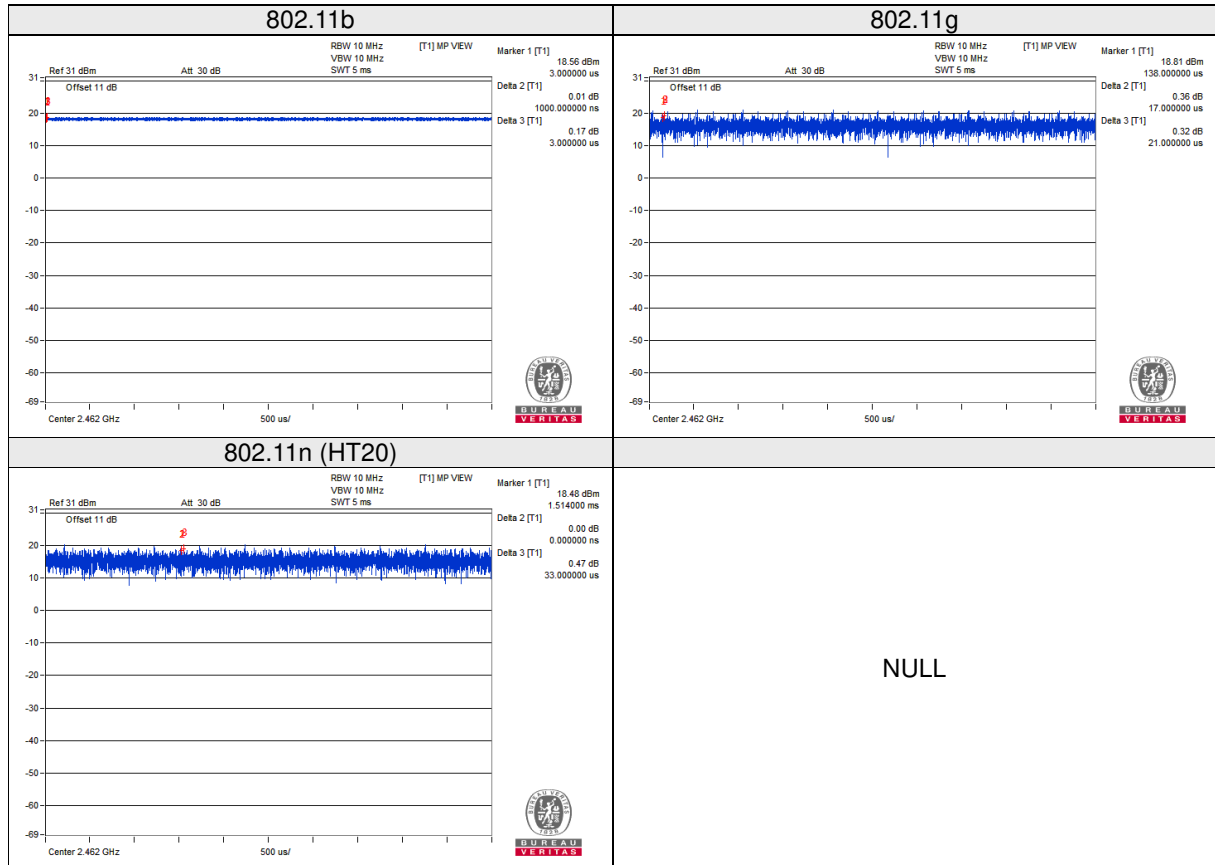 802.11b
RBW 10 MHz [T1] MP VIEW
VBW 10 MHz
Ref 31 dBm Att 30 dB SWT 5 ms
Marker 1 [T1]
18.56 dBm
3.000000 us
Delta 2 [T1]
0.01 dB
1000.000000 ns
Delta 3 [T1]
0.17 dB
3.000000 us
31
Offset 11 dB
20
10
0
-10
-20
-30
-40
-50
-60
-69
Center 2.462 GHz 500 us/
BUREAU VERITAS
1828
BUREAU
VERITAS
802.11g
RBW 10 MHz [T1] MP VIEW
VBW 10 MHz
Ref 31 dBm Att 30 dB SWT 5 ms
Marker 1 [T1]
18.81 dBm
138.000000 us
Delta 2 [T1]
0.36 dB
17.000000 us
Delta 3 [T1]
0.32 dB
21.000000 us
31
Offset 11 dB
20
10
0
-10
-20
-30
-40
-50
-60
-69
Center 2.462 GHz 500 us/
BUREAU VERITAS
1828
BUREAU
VERITAS
802.11n (HT20)
RBW 10 MHz [T1] MP VIEW
VBW 10 MHz
Ref 31 dBm Att 30 dB SWT 5 ms
Marker 1 [T1]
18.48 dBm
1.514000 ms
Delta 2 [T1]
0.00 dB
0.000000 ns
Delta 3 [T1]
0.47 dB
33.000000 us
31
Offset 11 dB
20
10
0
-10
-20
-30
-40
-50
-60
-69
Center 2.462 GHz 500 us/
BUREAU VERITAS
1828
BUREAU
VERITAS
NULL